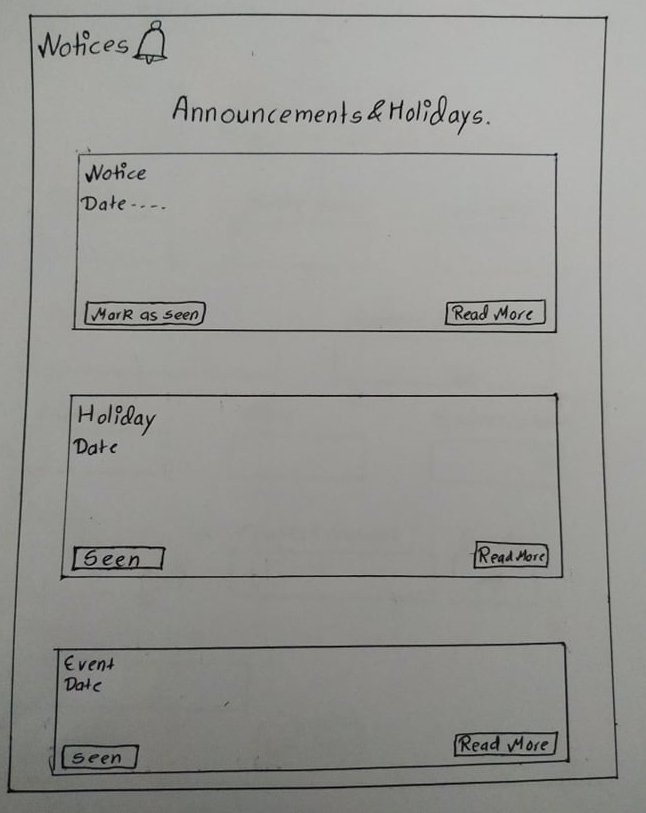 Notices
Announcements & Holidays.
Notice
Date ----.
Mark as seen
Read More
Holiday
Date
Seen
Read More
Event
Date
Seen
Read More